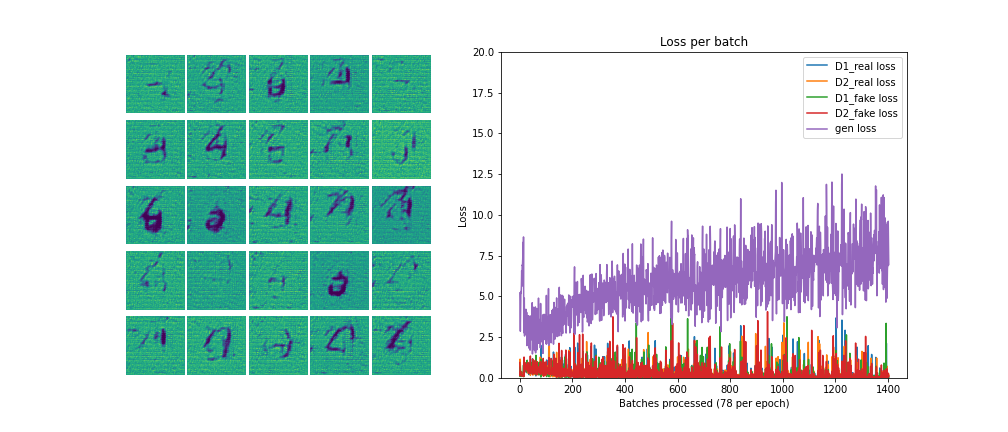 Loss per batch
20.0
17.5
15.0
12.5
10.0
7.5
5.0
2.5
0.0
Loss
D1_real loss
D2_real loss
D1_fake loss
D2_fake loss
gen loss
0 200 400 600 800 1000 1200 1400
Batches processed (78 per epoch)